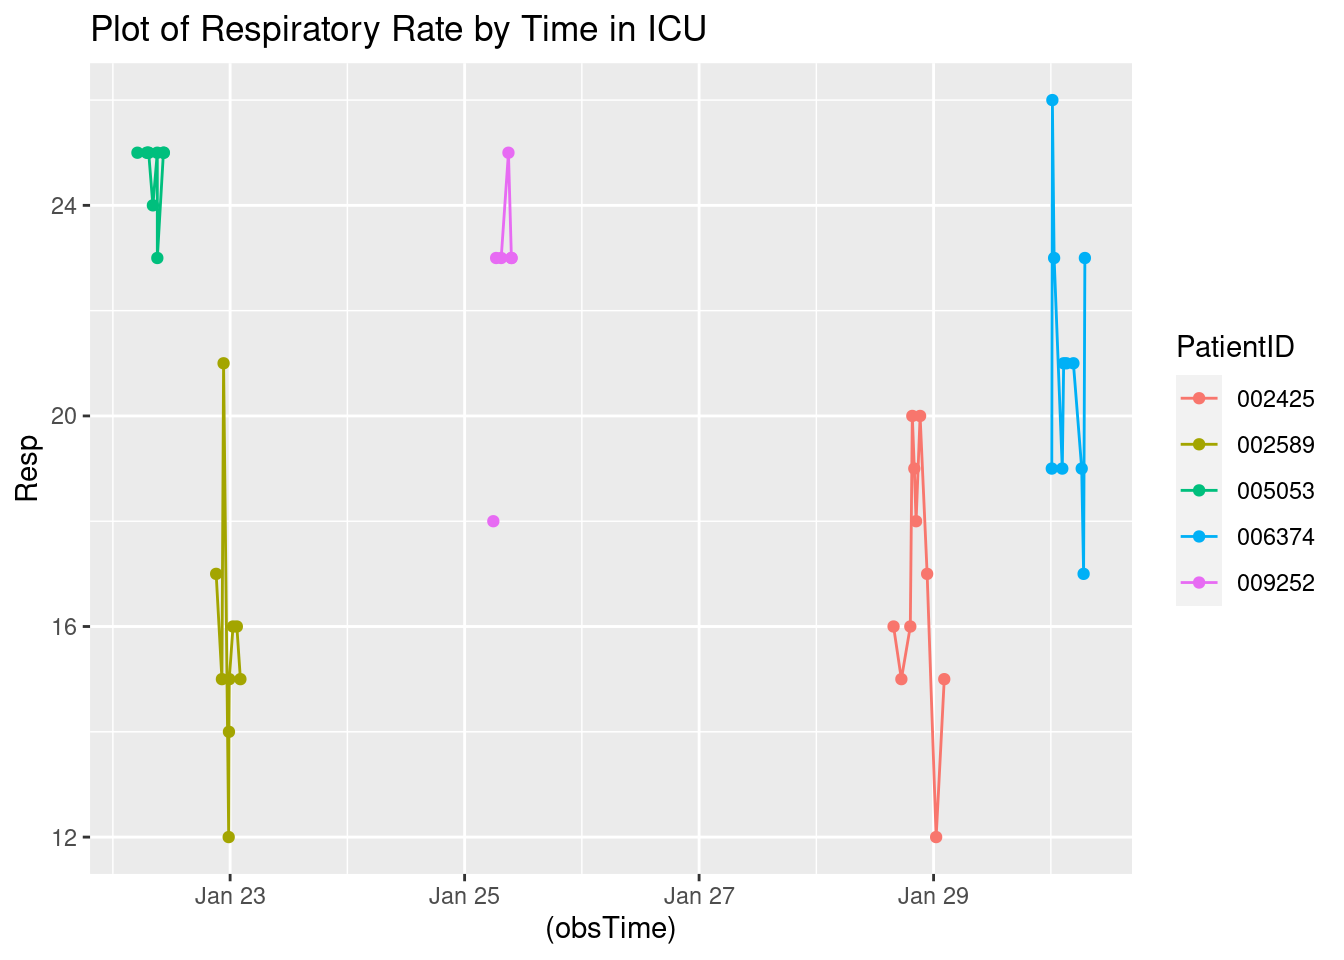 Plot of Respiratory Rate by Time in ICU
24
20
16
12
Resp
Jan 23
Jan 25
Jan 27
Jan 29
(obsTime)
PatientID
002425
002589
005053
006374
009252